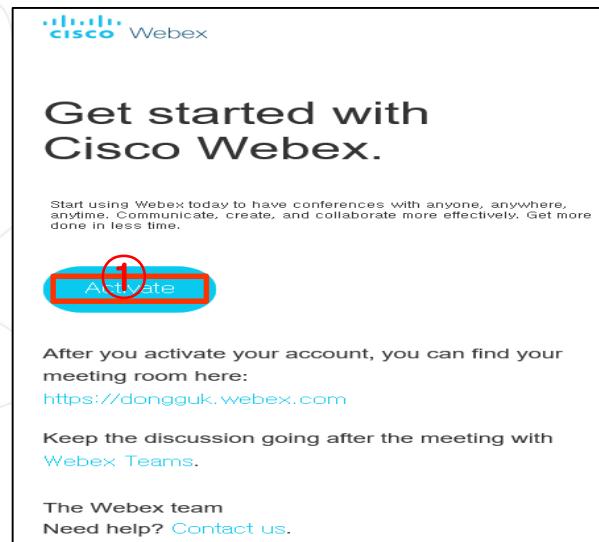 CISCO Webex
Get started with
Cisco Webex.
Start using Webex today to have conferences with anyone, anywhere,
anytime. Communicate, create, and collaborate more effectively. Get more
done in less time.
①
Activate
After you activate your account, you can find your
meeting room here:
https://dongguk.webex.com
Keep the discussion going after the meeting with
Webex Teams.
The Webex team
Need help? Contact us.